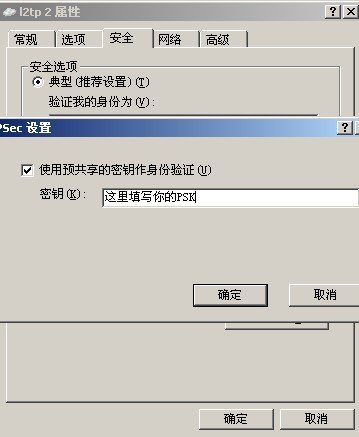 l2tp 2 属性
常规 选项 安全 网络 高级
安全选项
典型(推荐设置)(T)
验证我的身份为(V):
PSec 设置
使用预共享的密钥作身份验证(U)
密钥(K): 这里填写你的PSK
确定 取消
确定 取消